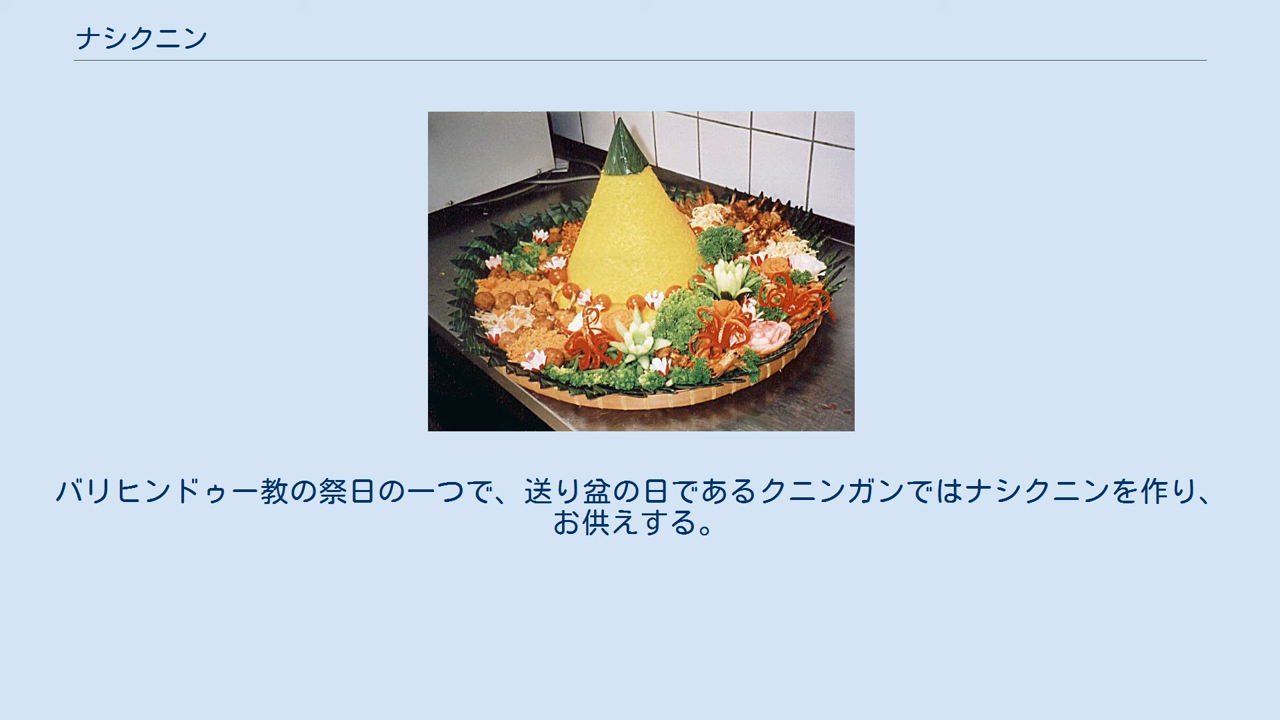 ナシクニン
バリヒンドゥー教の祭日の一つで、送り盆の日であるクニンガンではナシクニンを作り、
お供えする。